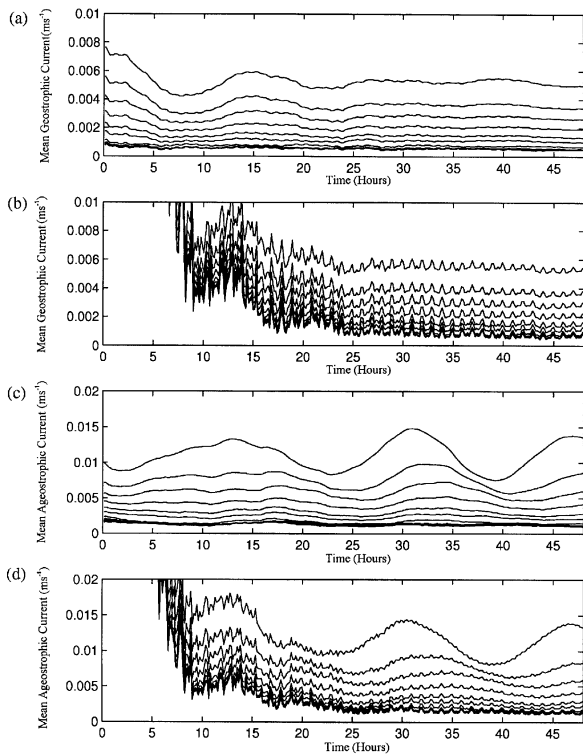 (a)
Mean Geostrophic Current(ms⁻¹)
0.01
0.008
0.006
0.004
0.002
0
0 5 10 15 20 25 30 35 40 45
Time (Hours)
(b)
Mean Geostrophic Current (ms⁻¹)
0.01
0.008
0.006
0.004
0.002
0
0 5 10 15 20 25 30 35 40 45
Time (Hours)
(c)
Mean Ageostrophic Current (ms⁻¹)
0.02
0.015
0.01
0.005
0
0 5 10 15 20 25 30 35 40 45
Time (Hours)
(d)
Mean Ageostrophic Current (ms⁻¹)
0.02
0.015
0.01
0.005
0
0 5 10 15 20 25 30 35 40 45
Time (Hours)